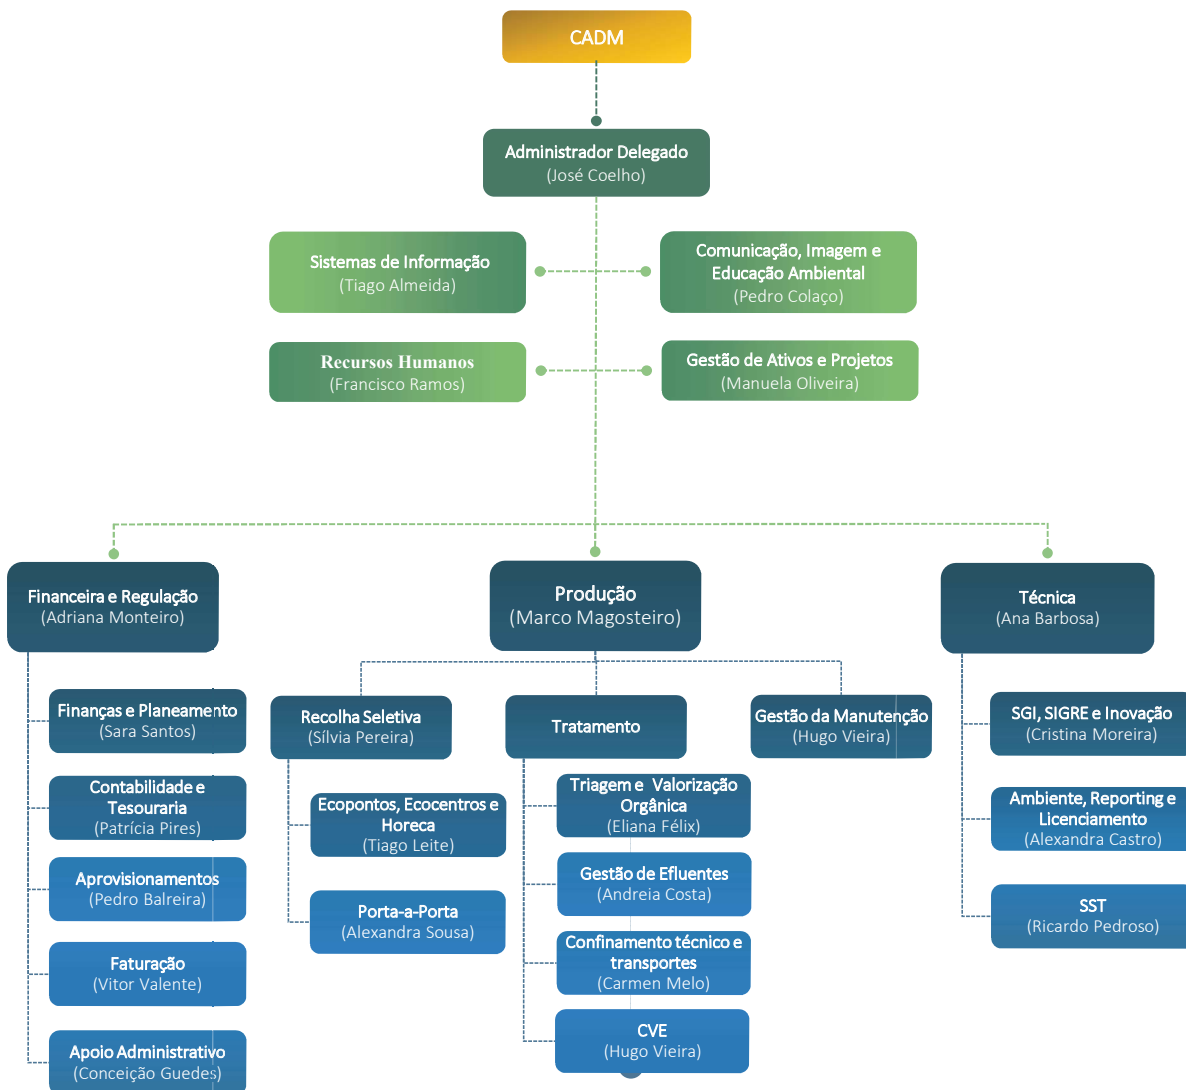 CADM
Administrador Delegado
(José Coelho)
Sistemas de Informação
(Tiago Almeida)
Comunicação, Imagem e
Educação Ambiental
(Pedro Colaço)
Recursos Humanos
(Francisco Ramos)
Gestão de Ativos e Projetos
(Manuela Oliveira)
Financeira e Regulação
(Adriana Monteiro)
Finanças e Planeamento
(Sara Santos)
Contabilidade e
Tesouraria
(Patrícia Pires)
Aprovisionamentos
(Pedro Balreira)
Faturação
(Vitor Valente)
Apoio Administrativo
(Conceição Guedes)
Produção
(Marco Magosteiro)
Recolha Seletiva
(Sílvia Pereira)
Ecopontos, Ecocentros e
Horeca
(Tiago Leite)
Porta-a-Porta
(Alexandra Sousa)
Tratamento
Triagem e Valorização
Orgânica
(Eliana Félix)
Gestão de Efluentes
(Andreia Costa)
Confinamento técnico e
transportes
(Carmen Melo)
CVE
(Hugo Vieira)
Gestão da Manutenção
(Hugo Vieira)
Técnica
(Ana Barbosa)
SGI, SIGRE e Inovação
(Cristina Moreira)
Ambiente, Reporting e
Licenciamento
(Alexandra Castro)
SST
(Ricardo Pedroso)